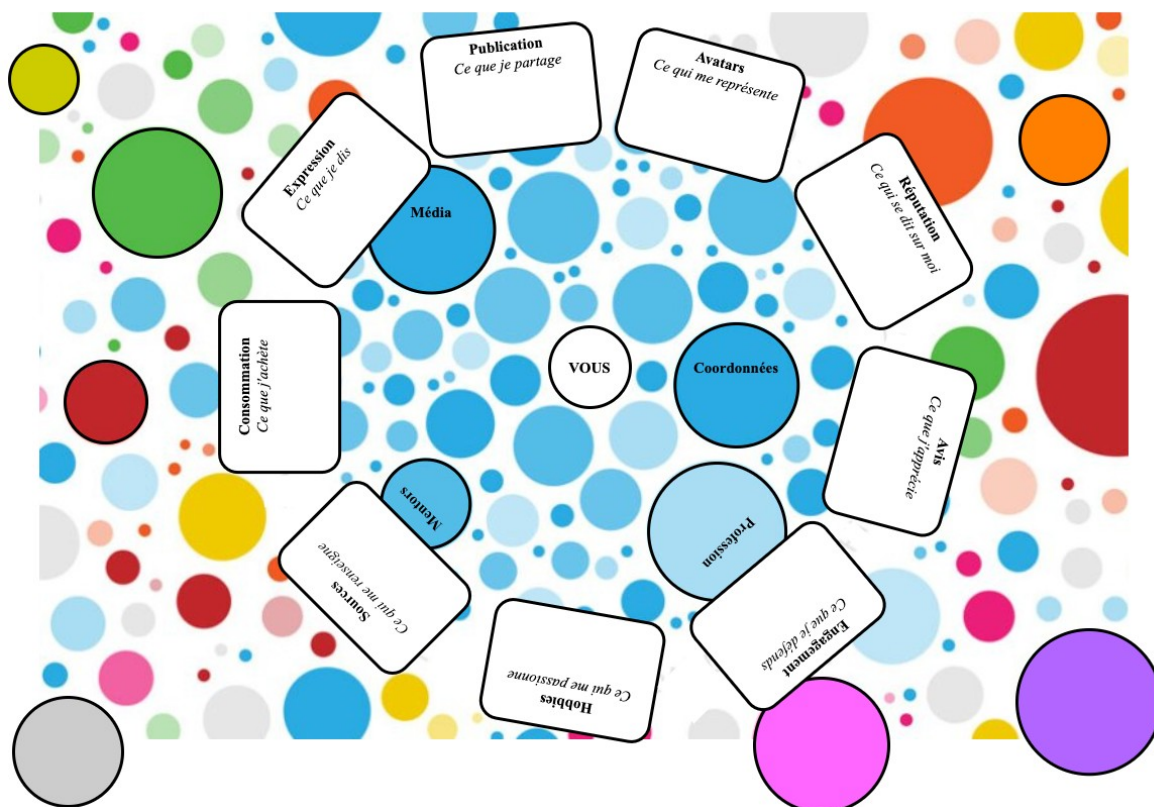 Publication
Ce que je partage
Avatars
Ce qui me représente
Expression
Ce que je dis
Réputation
Ce qui se dit sur moi
Média
VOUS
Coordonnées
Consommation
Ce que j'achète
Avis
Ce que j'apprécie
Mentors
Profession
Sources
Ce qui me renseigne
Engagement
Ce que je défends
Hobbies
Ce qui me passionne